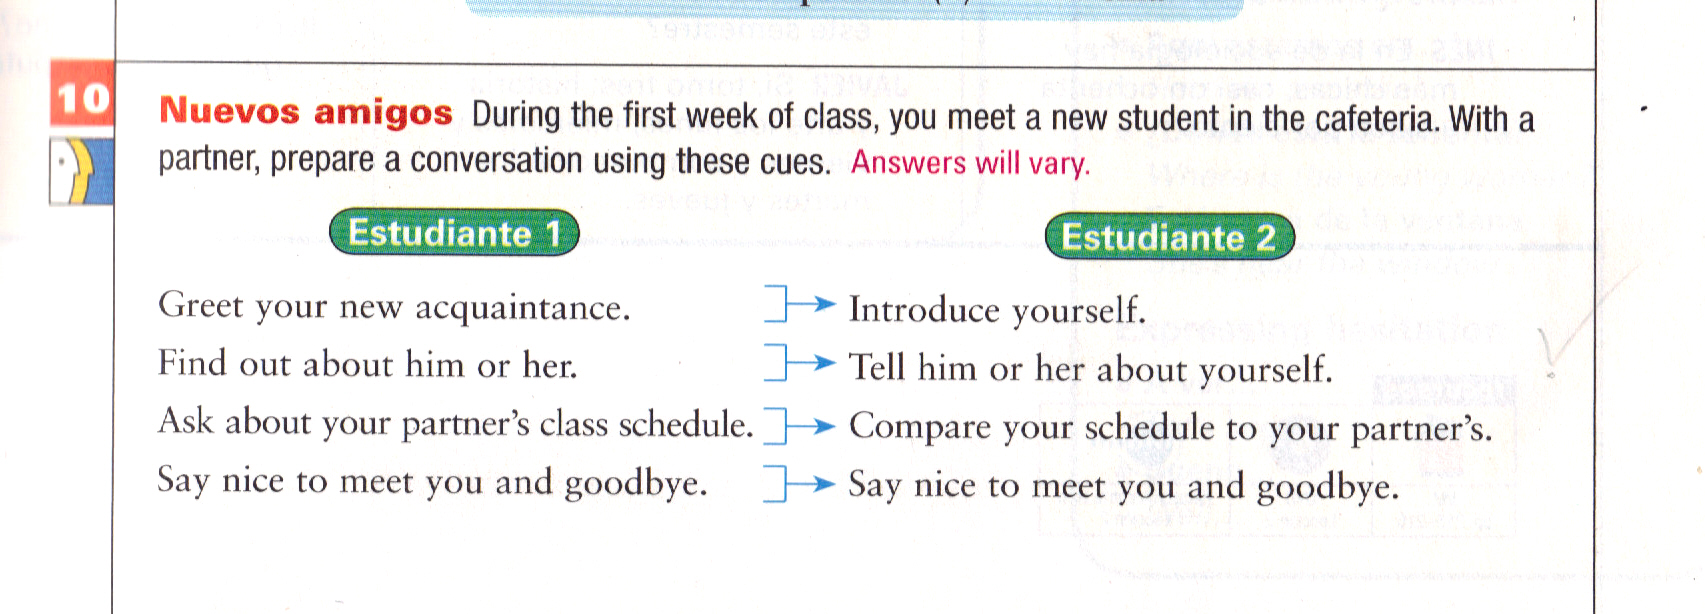 10
Nuevos amigos During the first week of class, you meet a new student in the cafeteria. With a
partner, prepare a conversation using these cues. Answers will vary.
Estudiante 1
Estudiante 2
Greet your new acquaintance.
Introduce yourself.
Find out about him or her.
Tell him or her about yourself.
Ask about your partner's class schedule.
Compare your schedule to your partner's.
Say nice to meet you and goodbye.
Say nice to meet you and goodbye.